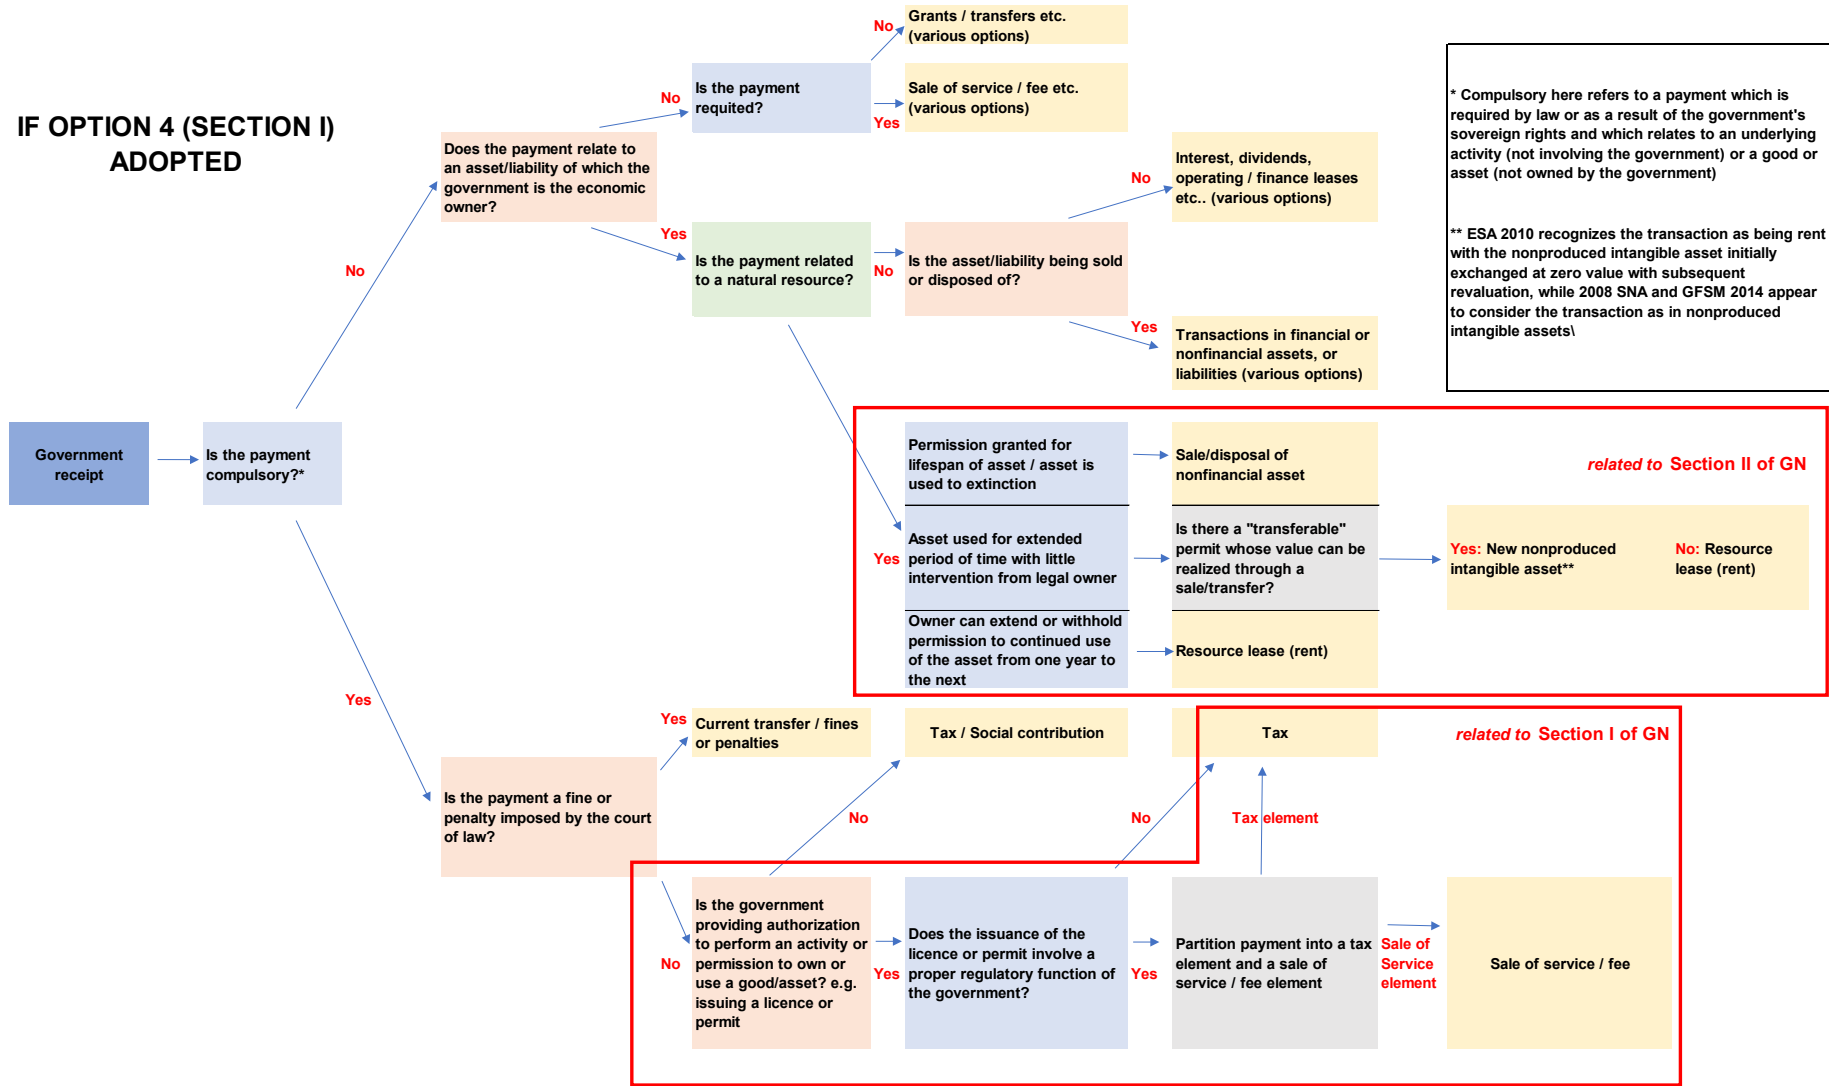 IF OPTION 4 (SECTION I)
ADOPTED
No
Grants / transfers etc.
(various options)
No
Is the payment
requited?
Sale of service / fee etc.
(various options)
Yes
Does the payment relate to
an asset/liability of which the
government is the economic
owner?
No
Interest, dividends,
operating / finance leases
etc.. (various options)
Yes
Is the payment related
to a natural resource?
No
Is the asset/liability being sold
or disposed of?
No
Yes
Transactions in financial or
nonfinancial assets, or
liabilities (various options)
* Compulsory here refers to a payment which is
required by law or as a result of the government's
sovereign rights and which relates to an underlying
activity (not involving the government) or a good or
asset (not owned by the government)
** ESA 2010 recognizes the transaction as being rent
with the nonproduced intangible asset initially
exchanged at zero value with subsequent
revaluation, while 2008 SNA and GFSM 2014 appear
to consider the transaction as in nonproduced
intangible assets\
Government
receipt
Is the payment
compulsory?*
Permission granted for
lifespan of asset / asset is
used to extinction
Sale/disposal of
nonfinancial asset
related to Section II of GN
Yes
Asset used for extended
period of time with little
intervention from legal owner
Is there a "transferable"
permit whose value can be
realized through a
sale/transfer?
Yes: New nonproduced
intangible asset**
No: Resource
lease (rent)
Owner can extend or withhold
permission to continued use
of the asset from one year to
the next
Resource lease (rent)
Yes
Yes
Current transfer / fines
or penalties
Tax / Social contribution
Tax
related to Section I of GN
Is the payment a fine or
penalty imposed by the court
of law?
No
No
Tax element
No
Is the government
providing authorization
to perform an activity or
permission to own or
use a good/asset? e.g.
issuing a licence or
permit
Yes
Does the issuance of the
licence or permit involve a
proper regulatory function of
the government?
Yes
Partition payment into a tax
element and a sale of
service / fee element
Sale of
Service
element
Sale of service / fee